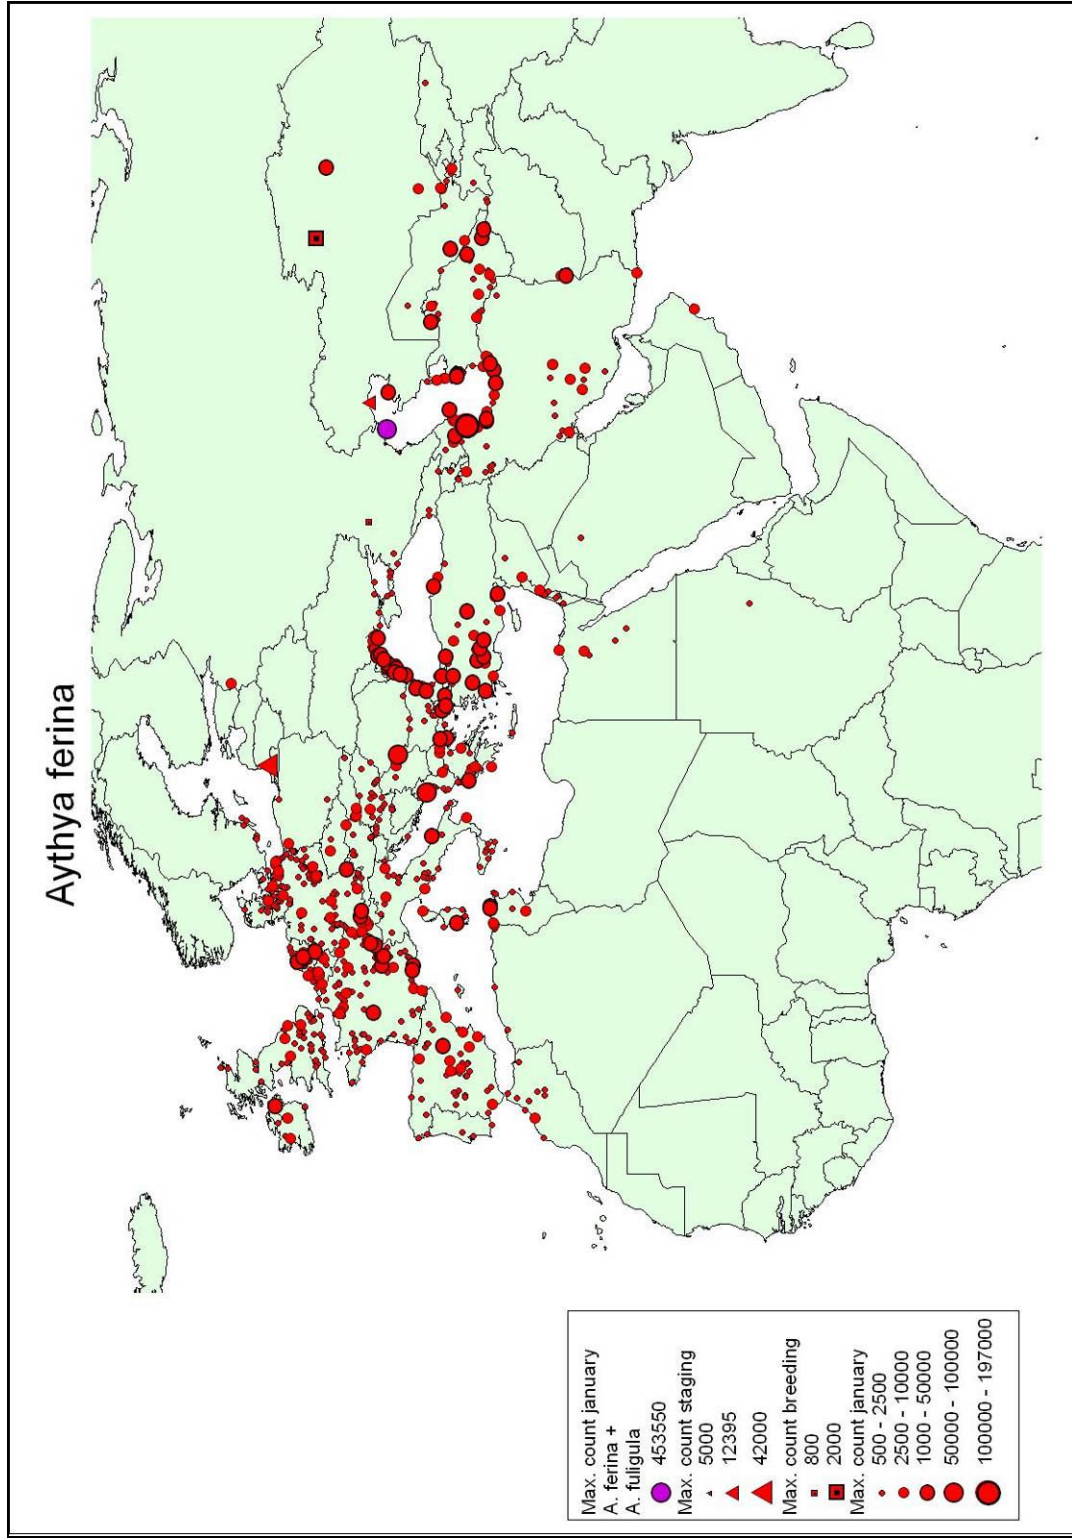 Aythya ferina
Max. count january
A. ferina +
A. fuligula
453550
Max. count staging
5000
12395
42000
Max. count breeding
800
2000
Max. count january
500 - 2500
2500 - 10000
1000 - 50000
50000 - 100000
100000 - 197000